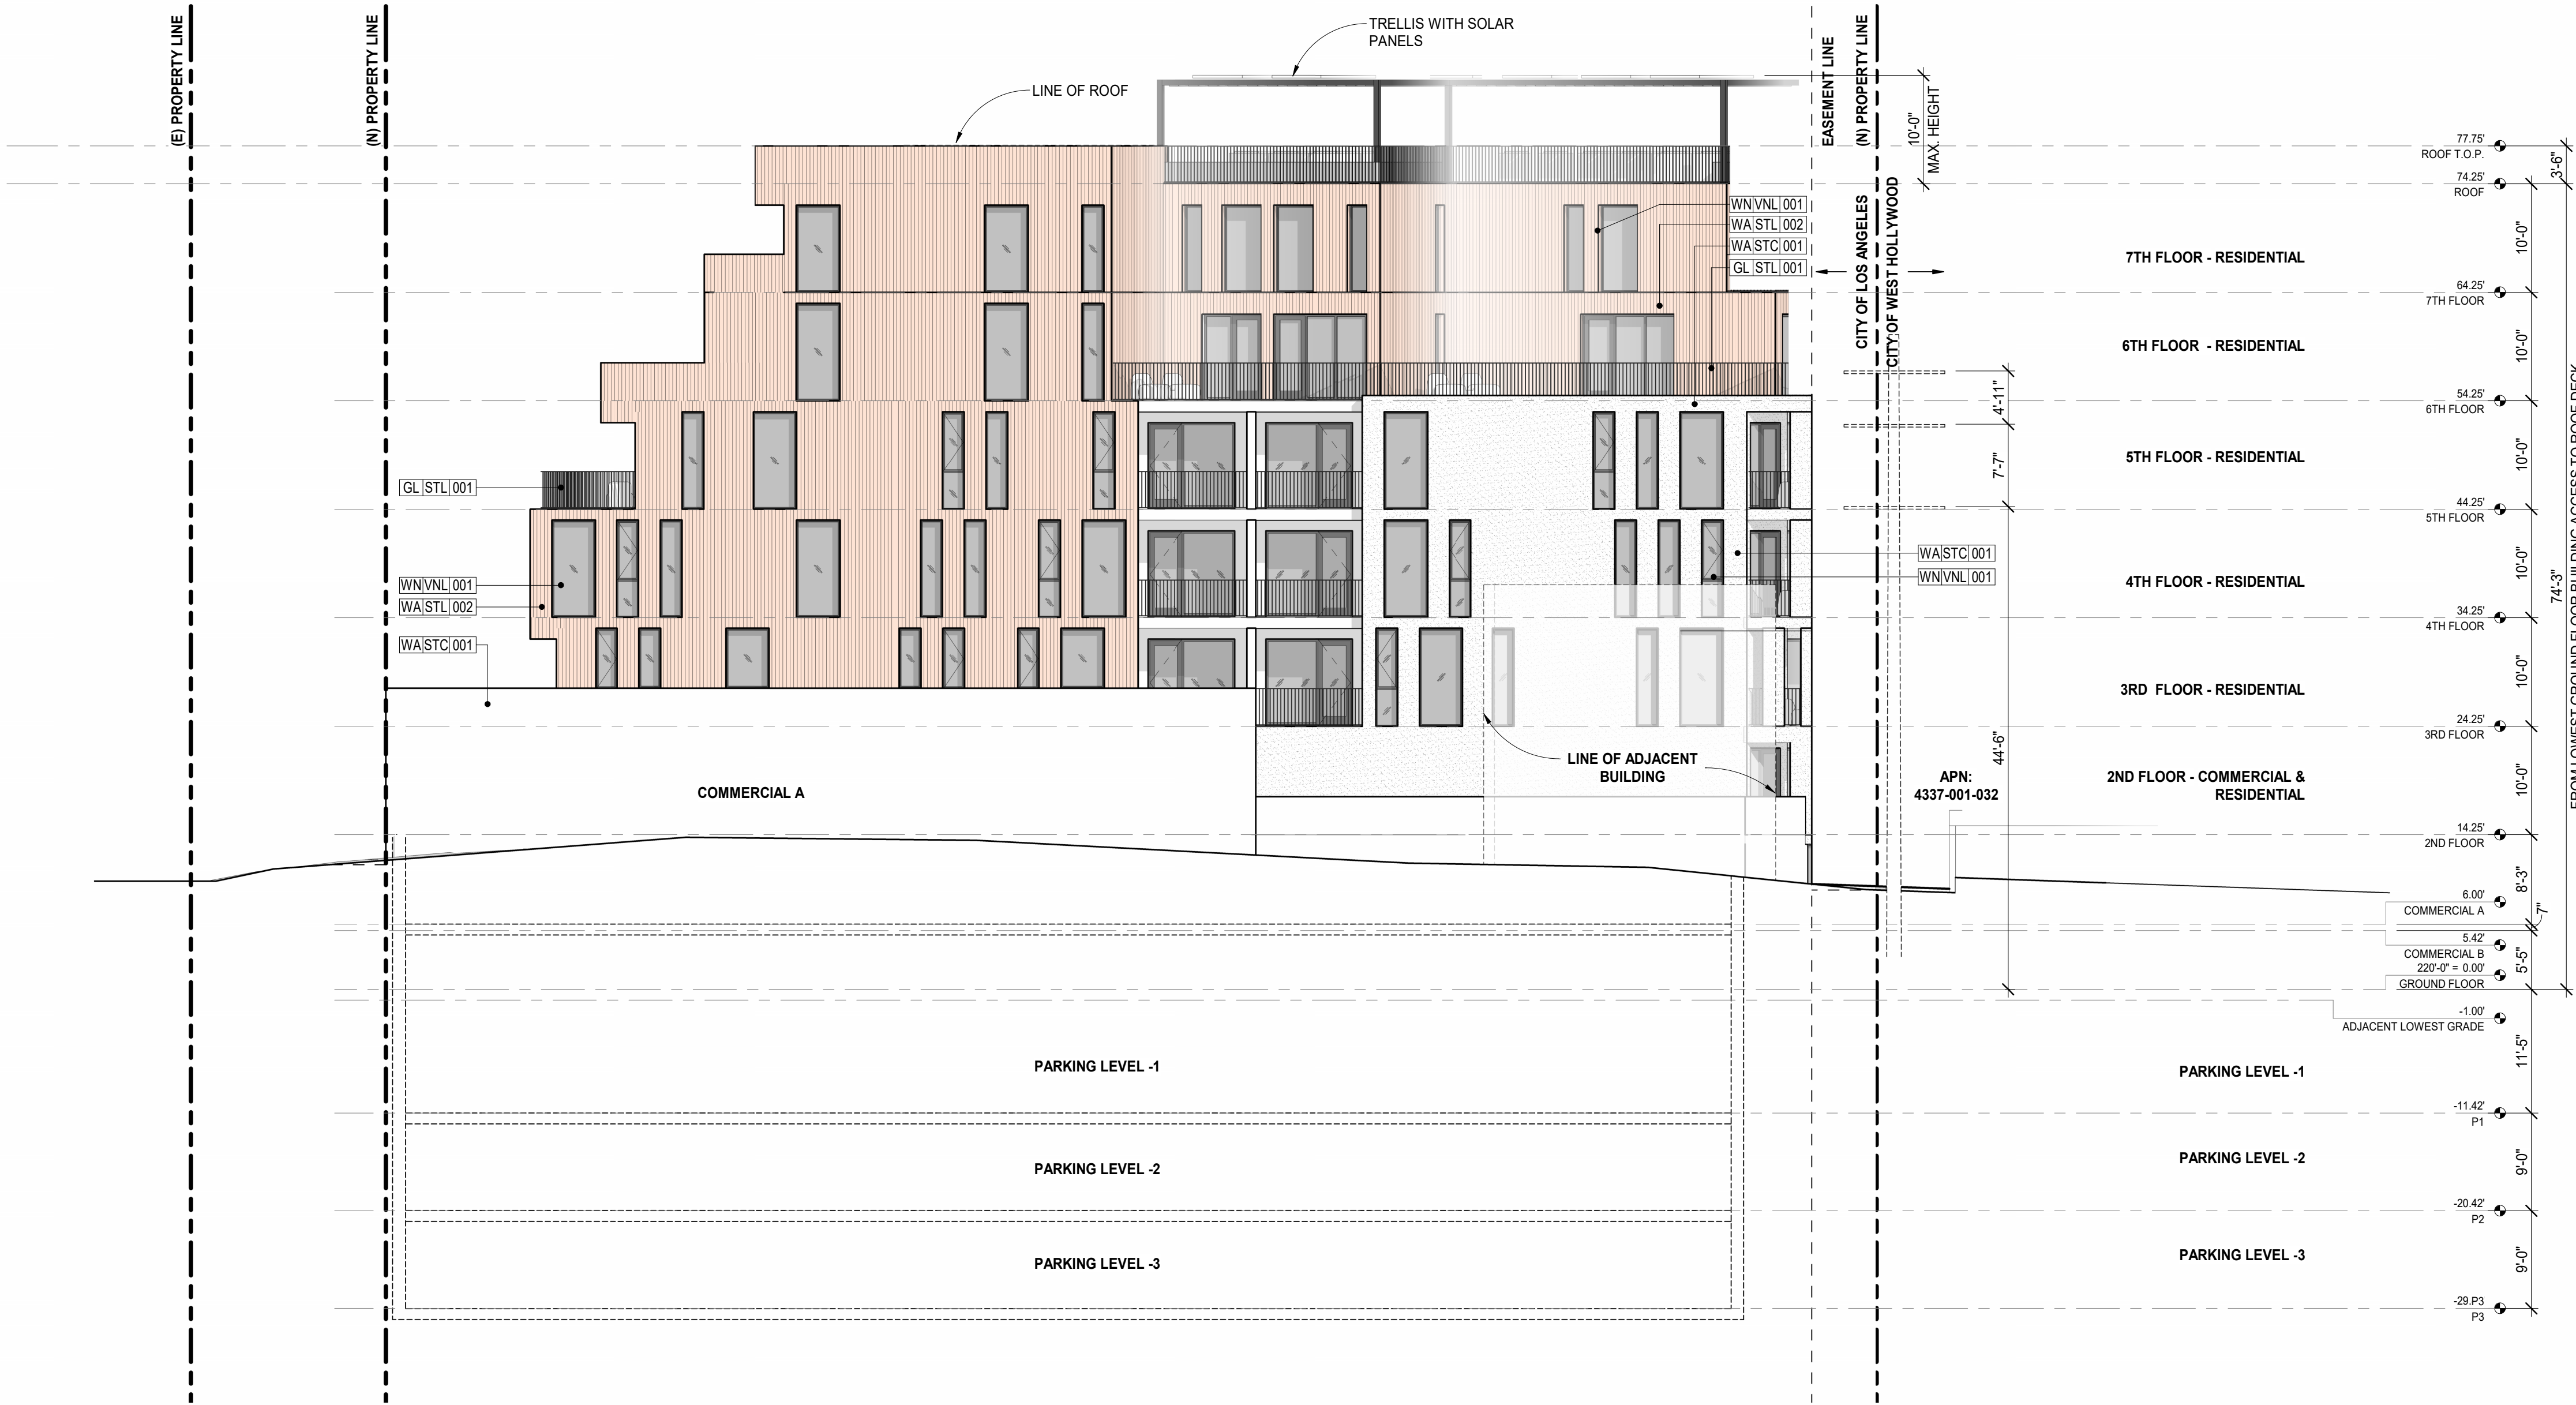 (E) PROPERTY LINE
(N) PROPERTY LINE
LINE OF ROOF
TRELLIS WITH SOLAR
PANELS
EASEMENT LINE
(N) PROPERTY LINE
10'-0"
MAX. HEIGHT
CITY OF LOS ANGELES
CITY OF WEST HOLLYWOOD
WN VNL 001
WA STL 002
WA STC 001
GL STL 001
GL STL 001
WN VNL 001
WA STL 002
WA STC 001
WA STC 001
WN VNL 001
4'-11"
7'-7"
44'-6"
COMMERCIAL A
LINE OF ADJACENT
BUILDING
APN:
4337-001-032
PARKING LEVEL -1
PARKING LEVEL -2
PARKING LEVEL -3
7TH FLOOR - RESIDENTIAL
6TH FLOOR - RESIDENTIAL
5TH FLOOR - RESIDENTIAL
4TH FLOOR - RESIDENTIAL
3RD FLOOR - RESIDENTIAL
2ND FLOOR - COMMERCIAL &
RESIDENTIAL
PARKING LEVEL -1
PARKING LEVEL -2
PARKING LEVEL -3
77.75'
ROOF T.O.P.
74.25'
ROOF
64.25'
7TH FLOOR
54.25'
6TH FLOOR
44.25'
5TH FLOOR
34.25'
4TH FLOOR
24.25'
3RD FLOOR
14.25'
2ND FLOOR
6.00'
COMMERCIAL A
5.42'
COMMERCIAL B
220'-0" = 0.00'
GROUND FLOOR
-1.00'
ADJACENT LOWEST GRADE
-11.42'
P1
-20.42'
P2
-29.P3
P3
3'-6"
10'-0"
10'-0"
10'-0"
10'-0"
10'-0"
10'-0"
8'-3"
7"
5'-5"
11'-5"
9'-0"
9'-0"
74'-3"
FROM LOWEST GROUND FLOOR BUILDING ACCESS TO ROOF DECK